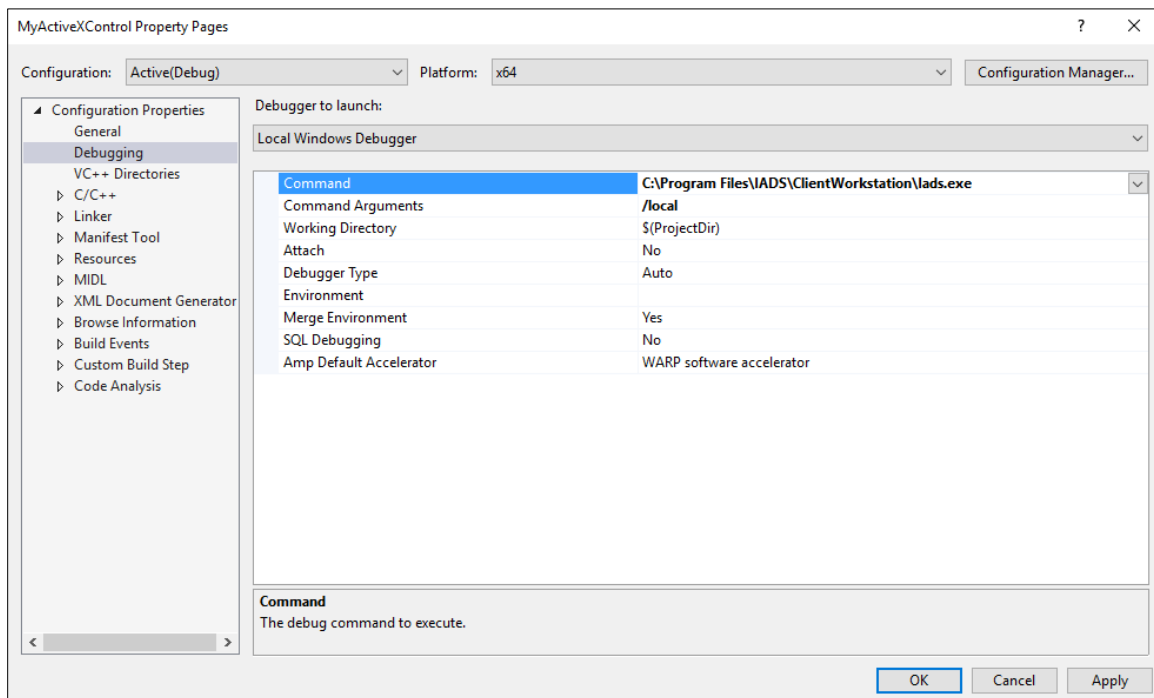 MyActiveXControl Property Pages
?
Configuration: Active(Debug) Platform: x64 Configuration Manager...
Configuration Properties
General
Debugging
VC++ Directories
C/C++
Linker
Manifest Tool
Resources
MIDL
XML Document Generator
Browse Information
Build Events
Custom Build Step
Code Analysis
Debugger to launch:
Local Windows Debugger
Command C:\Program Files\IADS\ClientWorkstation\Iads.exe
Command Arguments /local
Working Directory $(ProjectDir)
Attach No
Debugger Type Auto
Environment
Merge Environment Yes
SQL Debugging No
Amp Default Accelerator WARP software accelerator
Command
The debug command to execute.
OK Cancel Apply